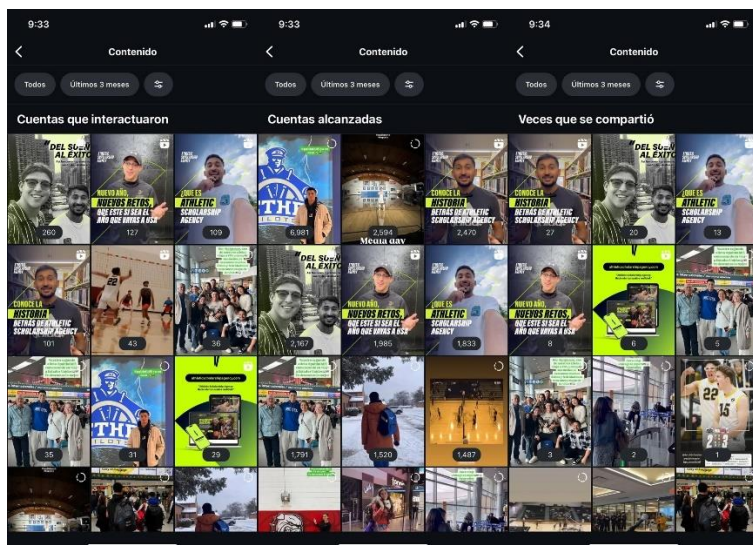 9:33
Contenido
Todos
Últimos 3 meses
Cuentas que interactuaron
"DEL SUEÑ
AL ÉXITO
260
NUEVO AÑO,
NUEVOS RETOS,
QUE ESTE SI SEA EL
AÑO QUE VAYAS A USA
127
¿QUE ES
ATHLETIC
SCHOLARSHIP
AGENCY
109
CONOCE LA
HISTORIA
DETRÁS DE ATHLETIC
SCHOLARSHIP AGENCY
101
43
36
35
31
29
9:33
Contenido
Todos
Últimos 3 meses
Cuentas alcanzadas
6,981
2,594
Media day
CONOCE LA
HISTORIA
DETRÁS DE ATHLETIC
SCHOLARSHIP AGENCY
2,470
"DEL SUEÑ
AL ÉXITO
2,167
NUEVO AÑO,
NUEVOS RETOS,
QUE ESTE SI SEA EL
AÑO QUE VAYAS A USA
1,985
¿QUE ES
ATHLETIC
SCHOLARSHIP
AGENCY
1,833
1,791
1,520
1,487
9:34
Contenido
Todos
Últimos 3 meses
Veces que se compartió
CONOCE LA
HISTORIA
DETRÁS DE ATHLETIC
SCHOLARSHIP AGENCY
27
"DEL SUEÑ
AL ÉXITO
20
¿QUE ES
ATHLETIC
SCHOLARSHIP
AGENCY
13
NUEVO AÑO,
NUEVOS RETOS,
QUE ESTE SI SEA EL
AÑO QUE VAYAS A USA
8
6
5
3
2
1